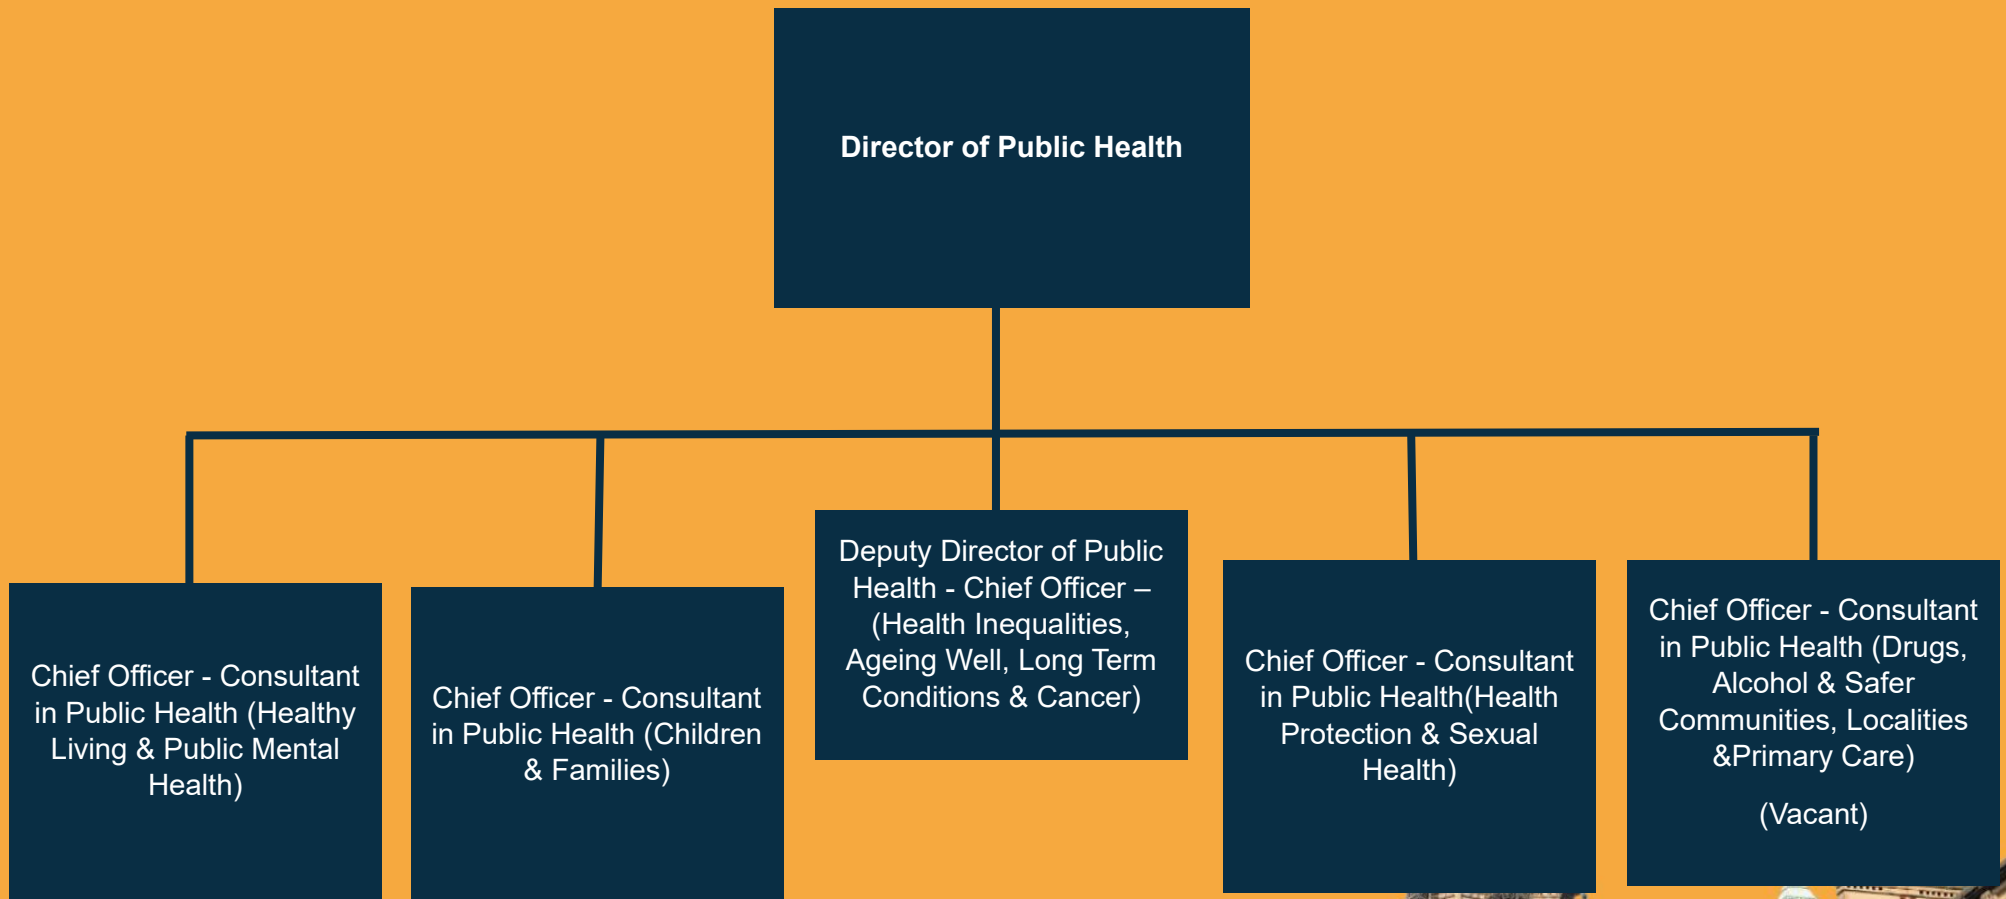 Director of Public Health
Chief Officer - Consultant
in Public Health (Healthy
Living & Public Mental
Health)
Chief Officer - Consultant
in Public Health (Children
& Families)
Deputy Director of Public
Health - Chief Officer –
(Health Inequalities,
Ageing Well, Long Term
Conditions & Cancer)
Chief Officer - Consultant
in Public Health(Health
Protection & Sexual
Health)
Chief Officer - Consultant
in Public Health (Drugs,
Alcohol & Safer
Communities, Localities
&Primary Care)
(Vacant)